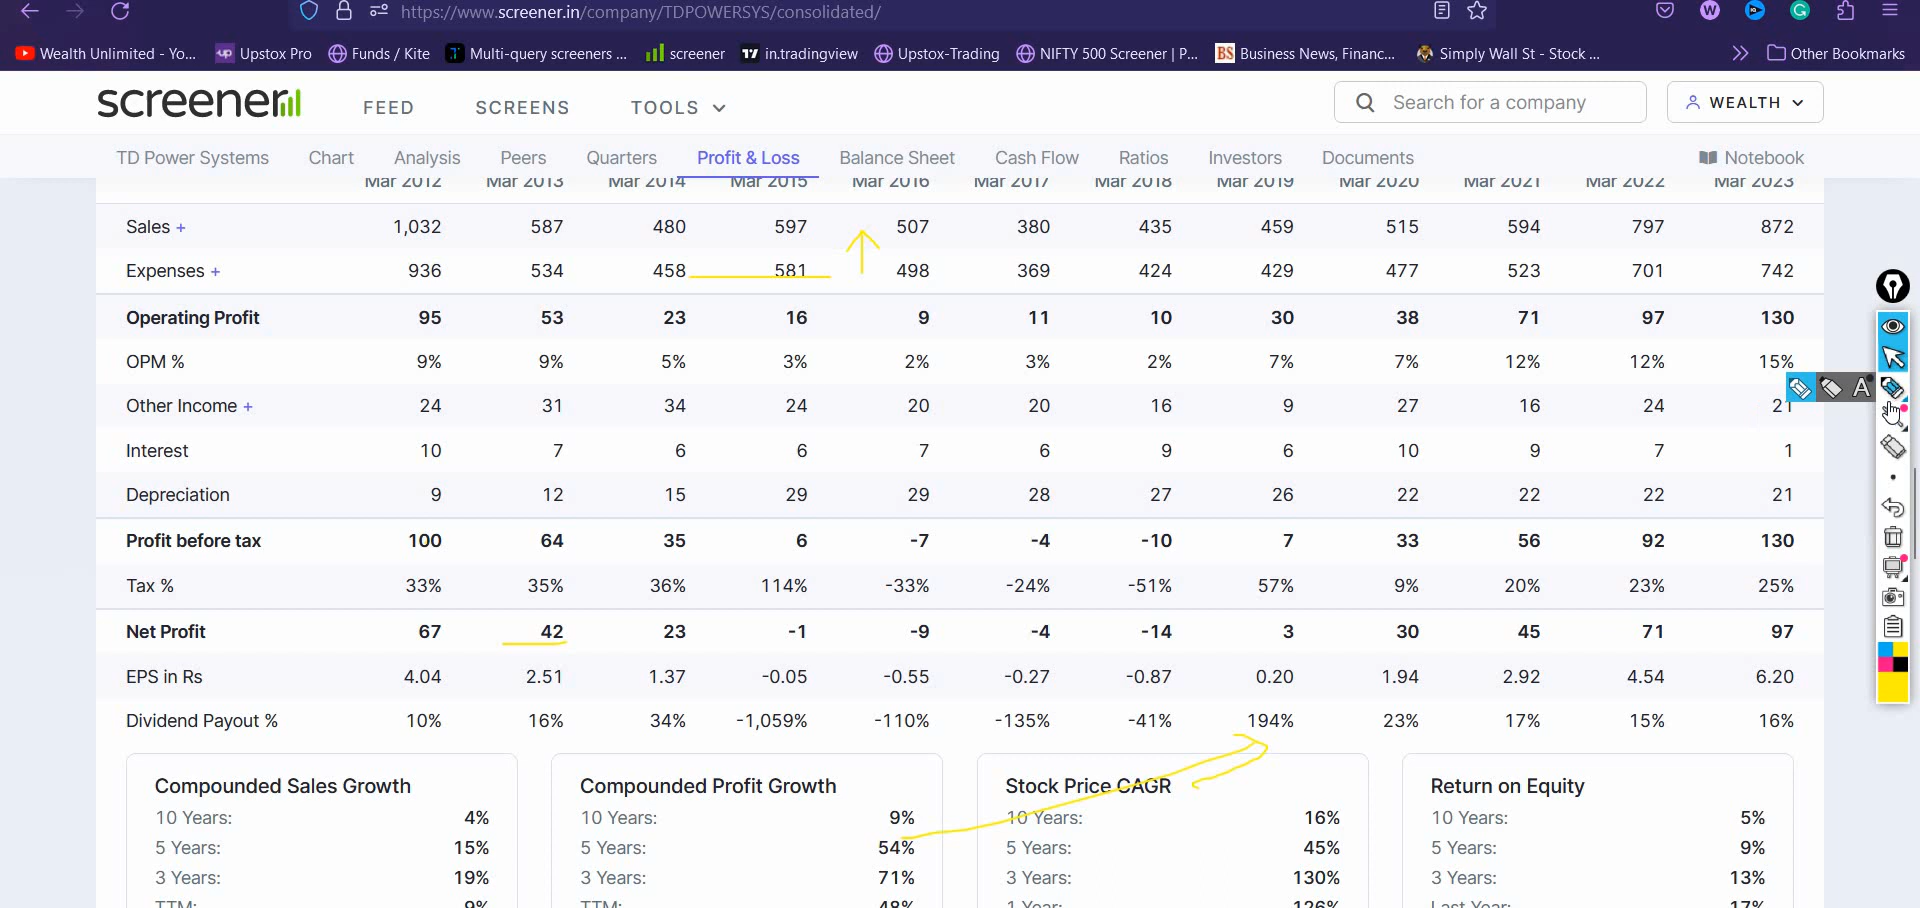 https://www.screener.in/company/TDPOWERSYS/consolidated/
Wealth Unlimited - Yo... Upstox Pro Funds / Kite Multi-query screeners ... screener in.tradingview Upstox-Trading NIFTY 500 Screener | P... Business News, Financ... Simply Wall St - Stock ... Other Bookmarks
screener FEED SCREENS TOOLS Search for a company WEALTH
TD Power Systems Chart Analysis Peers Quarters Profit & Loss Balance Sheet Cash Flow Ratios Investors Documents Notebook
Mar 2012 Mar 2013 Mar 2014 Mar 2015 Mar 2016 Mar 2017 Mar 2018 Mar 2019 Mar 2020 Mar 2021 Mar 2022 Mar 2023
Sales + 1,032 587 480 597 507 380 435 459 515 594 797 872
Expenses + 936 534 458 581 498 369 424 429 477 523 701 742
Operating Profit 95 53 23 16 9 11 10 30 38 71 97 130
OPM % 9% 9% 5% 3% 2% 3% 2% 7% 7% 12% 12% 15%
Other Income + 24 31 34 24 20 20 16 9 27 16 24 21
Interest 10 7 6 6 7 6 9 6 10 9 7 1
Depreciation 9 12 15 29 29 28 27 26 22 22 22 21
Profit before tax 100 64 35 6 -7 -4 -10 7 33 56 92 130
Tax % 33% 35% 36% 114% -33% -24% -51% 57% 9% 20% 23% 25%
Net Profit 67 42 23 -1 -9 -4 -14 3 30 45 71 97
EPS in Rs 4.04 2.51 1.37 -0.05 -0.55 -0.27 -0.87 0.20 1.94 2.92 4.54 6.20
Dividend Payout % 10% 16% 34% -1,059% -110% -135% -41% 194% 23% 17% 15% 16%
Compounded Sales Growth Compounded Profit Growth Stock Price CAGR Return on Equity
10 Years: 4% 10 Years: 9% 10 Years: 16% 10 Years: 5%
5 Years: 15% 5 Years: 54% 5 Years: 45% 5 Years: 9%
3 Years: 19% 3 Years: 71% 3 Years: 130% 3 Years: 13%
TTM: 9% TTM: 48% 1 Year: 126% Last Year: 17%